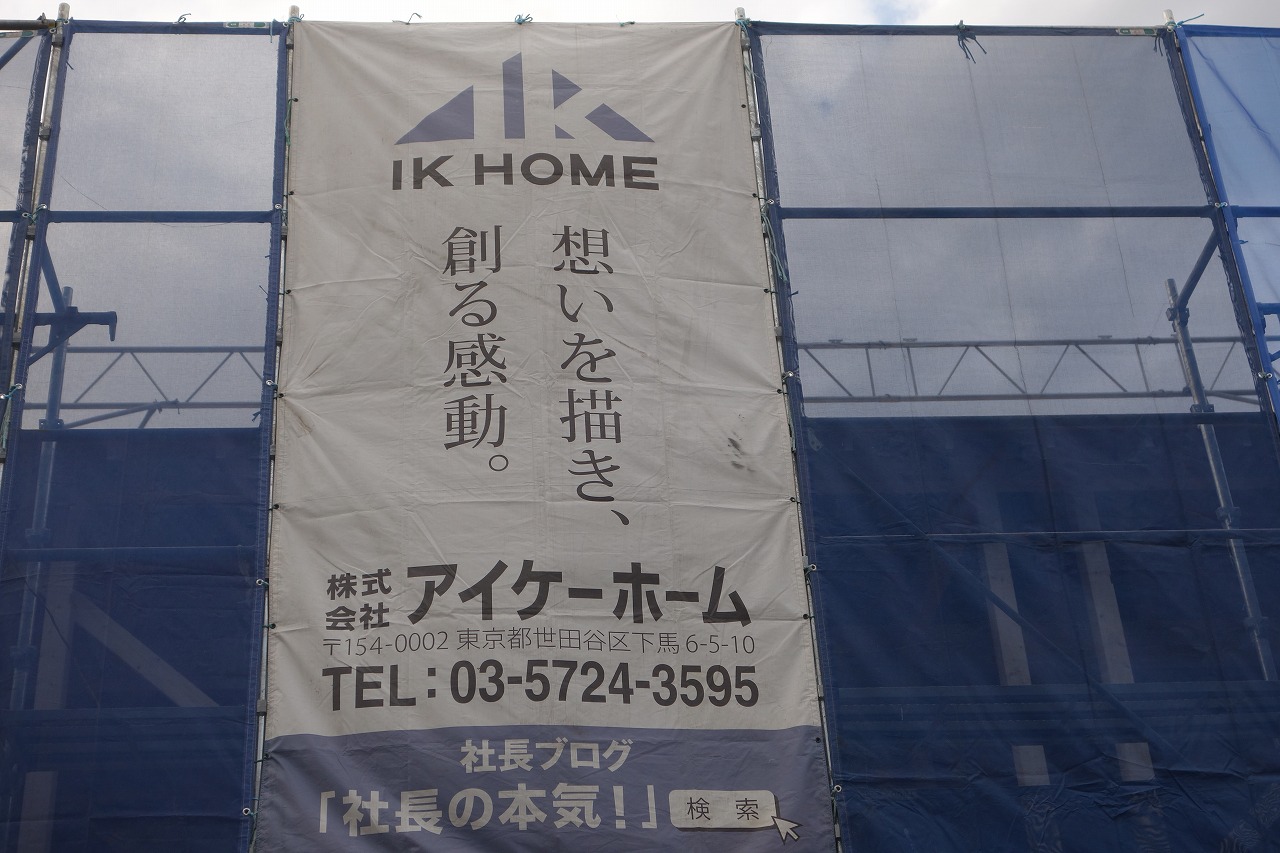 IK HOME
想いを描き、
創る感動。
株式会社 アイケーホーム
〒154-0002 東京都世田谷区下馬 6-5-10
TEL：03-5724-3595
社長ブログ
「社長の本気！」 検 索